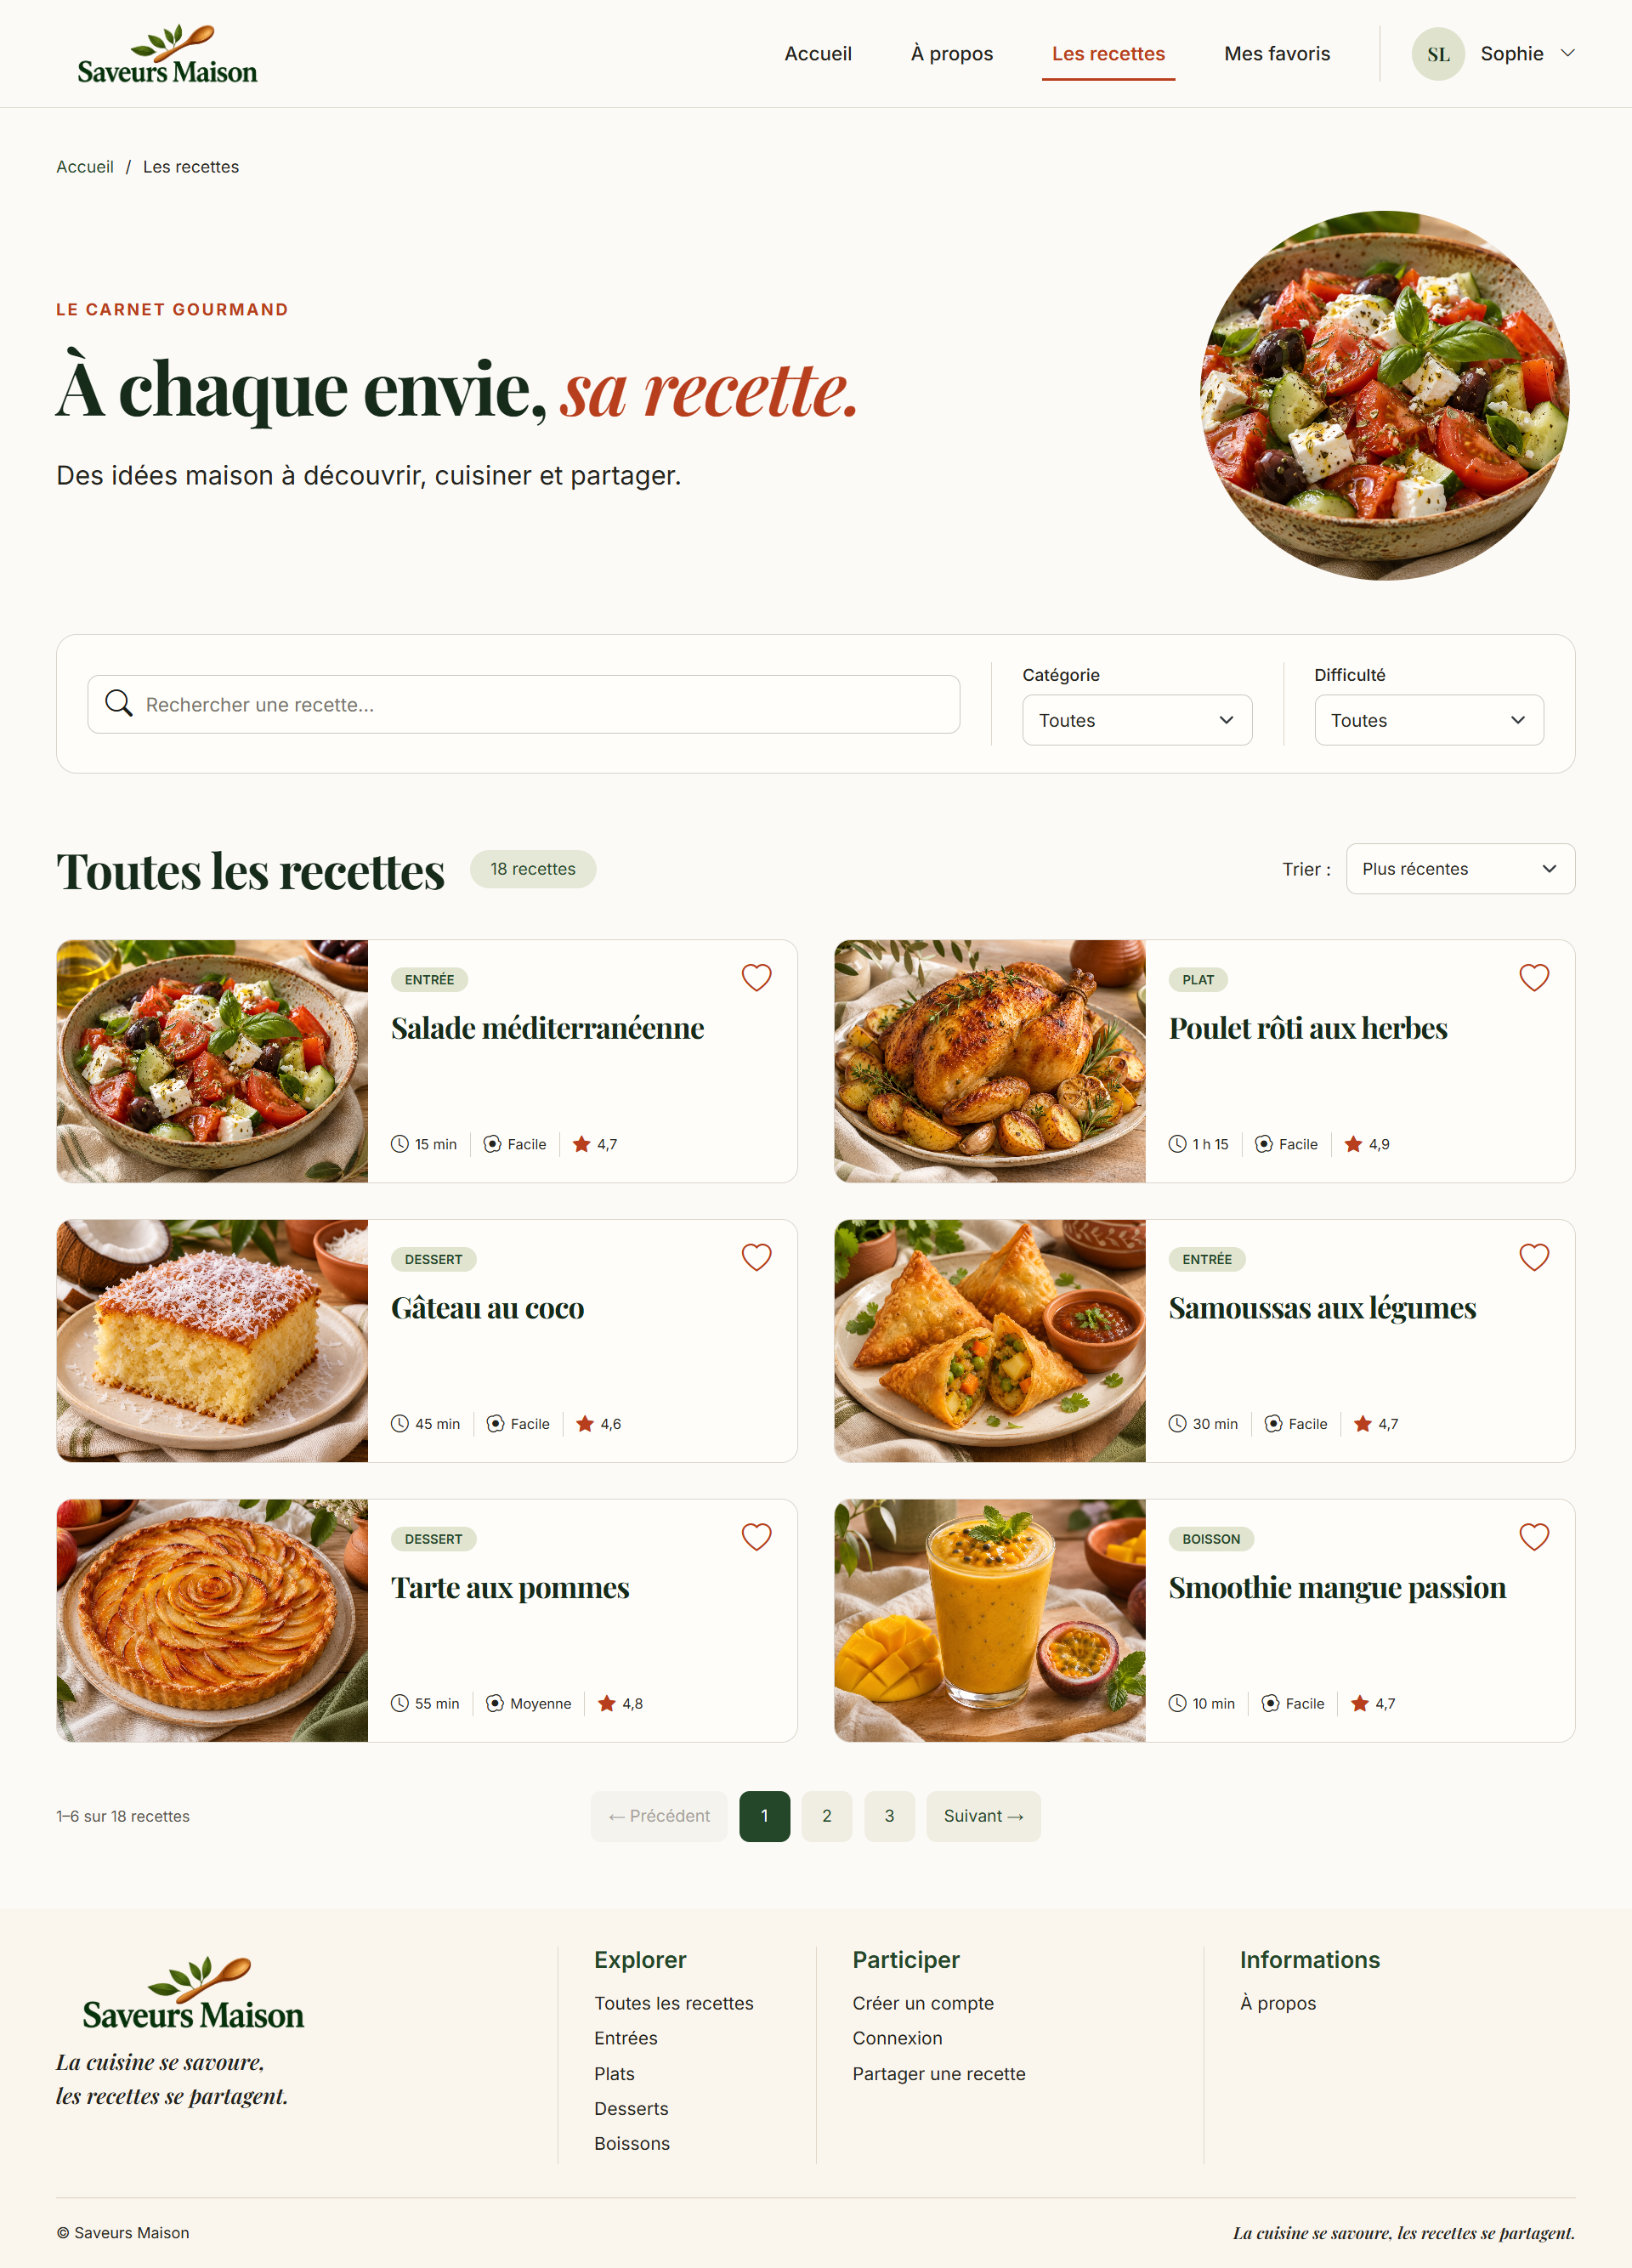 Saveurs Maison
Accueil
À propos
Les recettes
Mes favoris
SL
Sophie
Accueil / Les recettes
LE CARNET GOURMAND
À chaque envie, sa recette.
Des idées maison à découvrir, cuisiner et partager.
Rechercher une recette...
Catégorie
Toutes
Difficulté
Toutes
Toutes les recettes
18 recettes
Trier :
Plus récentes
ENTRÉE
Salade méditerranéenne
15 min
Facile
4,7
PLAT
Poulet rôti aux herbes
1 h 15
Facile
4,9
DESSERT
Gâteau au coco
45 min
Facile
4,6
ENTRÉE
Samoussas aux légumes
30 min
Facile
4,7
DESSERT
Tarte aux pommes
55 min
Moyenne
4,8
BOISSON
Smoothie mangue passion
10 min
Facile
4,7
1–6 sur 18 recettes
← Précédent
1
2
3
Suivant →
Saveurs Maison
La cuisine se savoure,
les recettes se partagent.
Explorer
Toutes les recettes
Entrées
Plats
Desserts
Boissons
Participer
Créer un compte
Connexion
Partager une recette
Informations
À propos
© Saveurs Maison
La cuisine se savoure, les recettes se partagent.